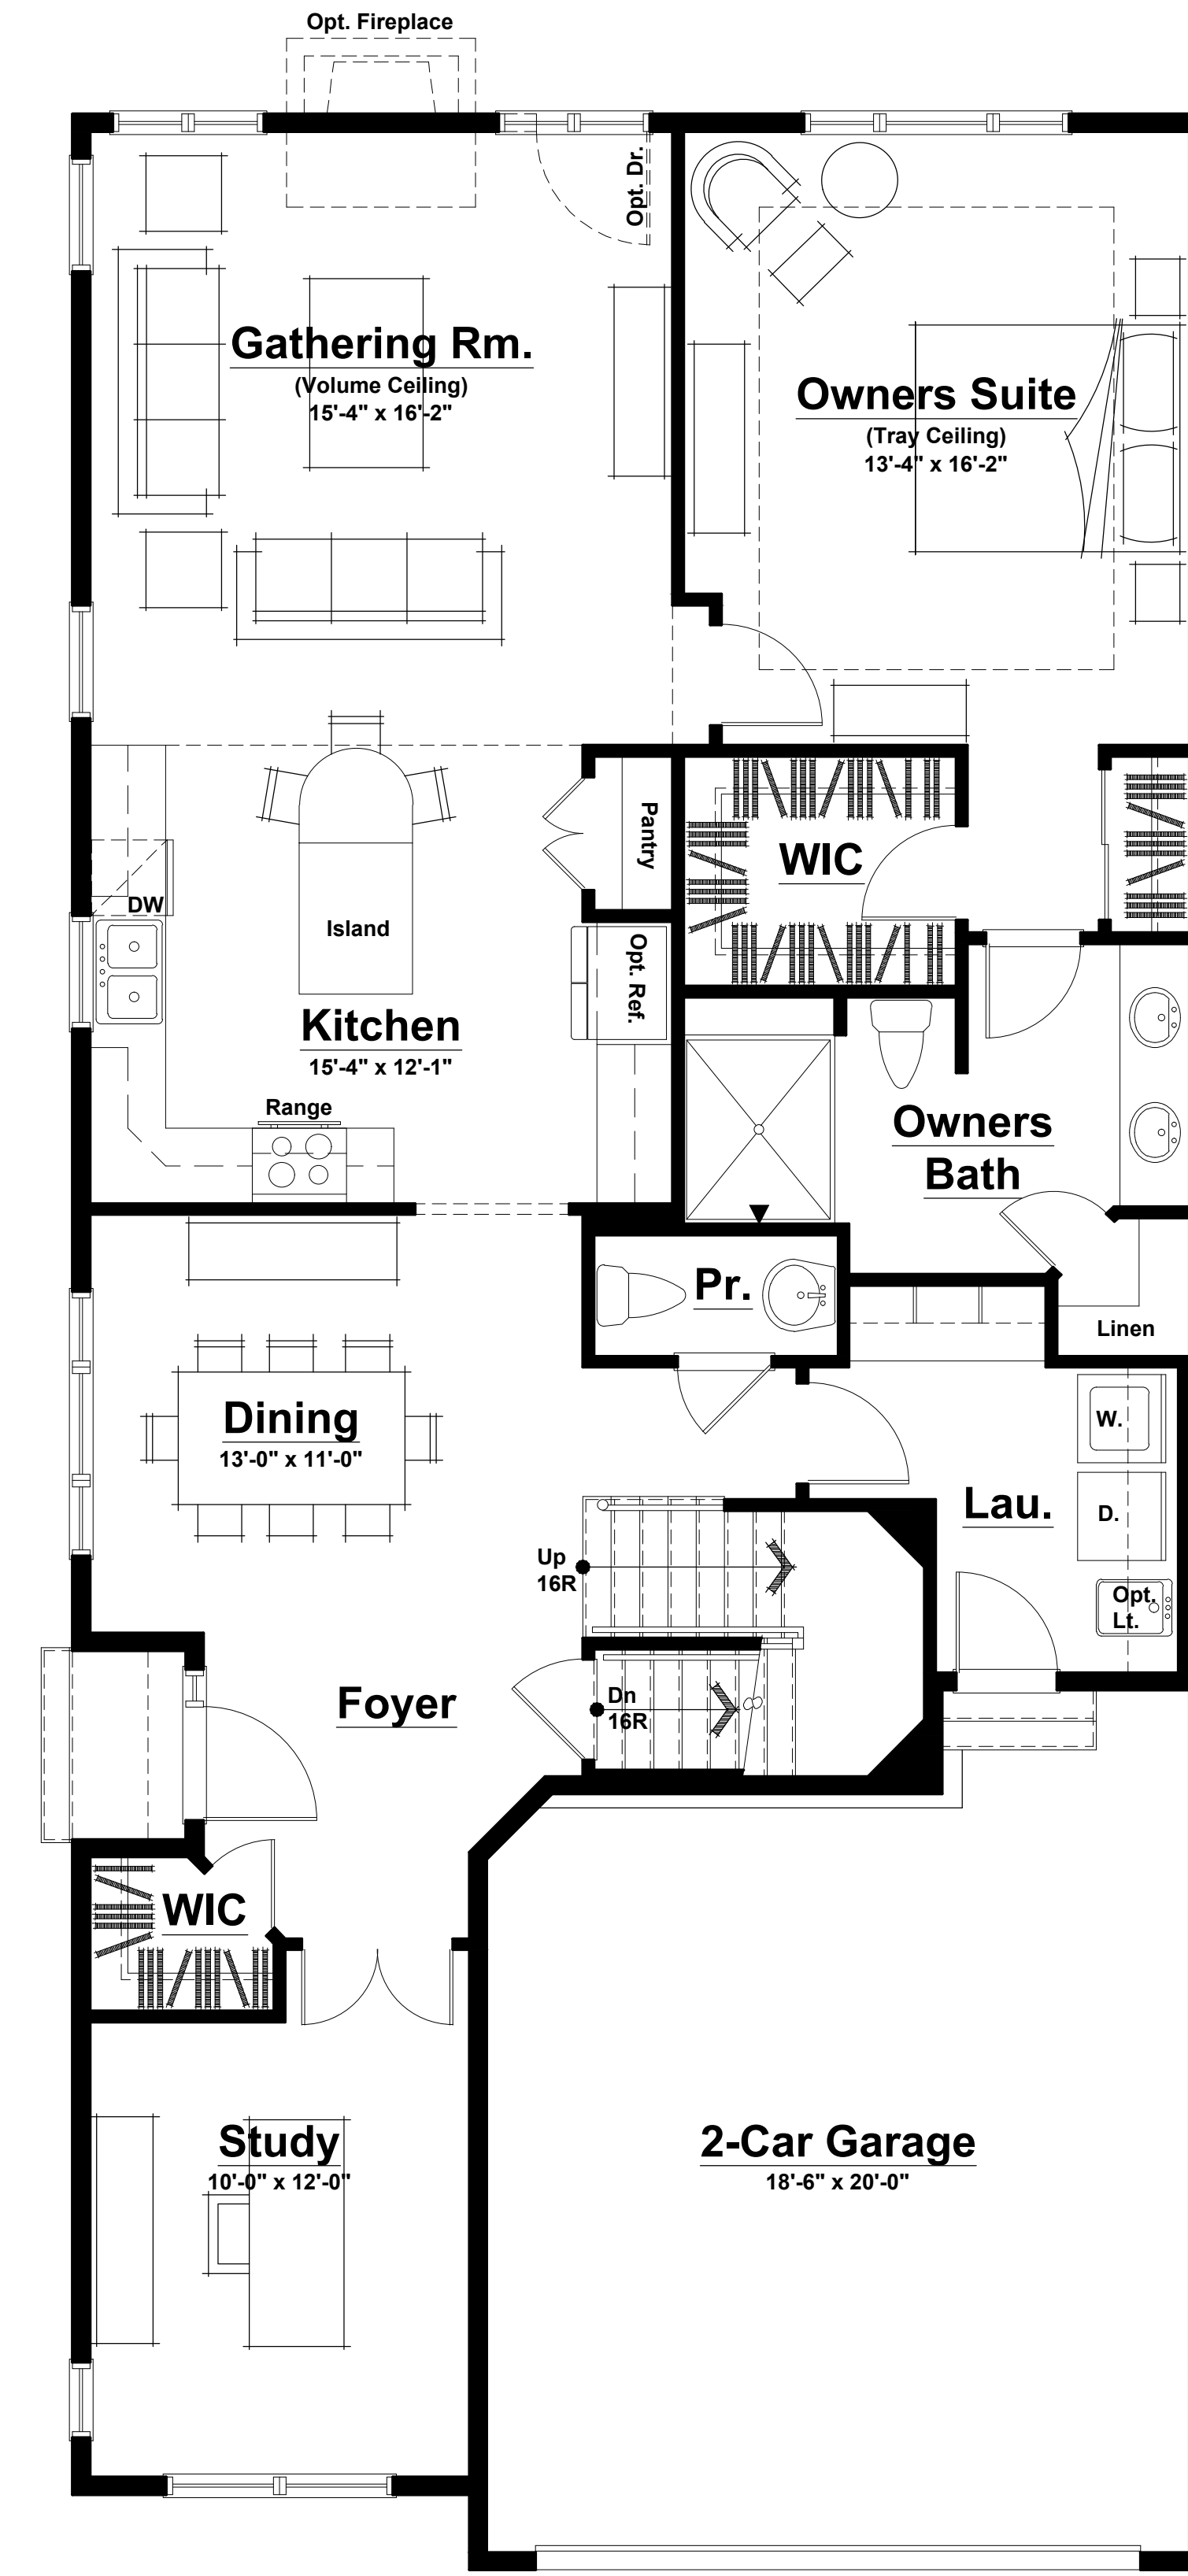 Opt. Fireplace
Opt. Dr.
Gathering Rm.
(Volume Ceiling)
15'-4" x 16'-2"
Owners Suite
(Tray Ceiling)
13'-4" x 16'-2"
Pantry
WIC
DW
Island
Opt. Ref.
Kitchen
15'-4" x 12'-1"
Range
Owners
Bath
Pr.
Linen
Dining
13'-0" x 11'-0"
W.
Lau.
D.
Up
16R
Opt.
Lt.
Foyer
Dn
16R
WIC
Study
10'-0" x 12'-0"
2-Car Garage
18'-6" x 20'-0"